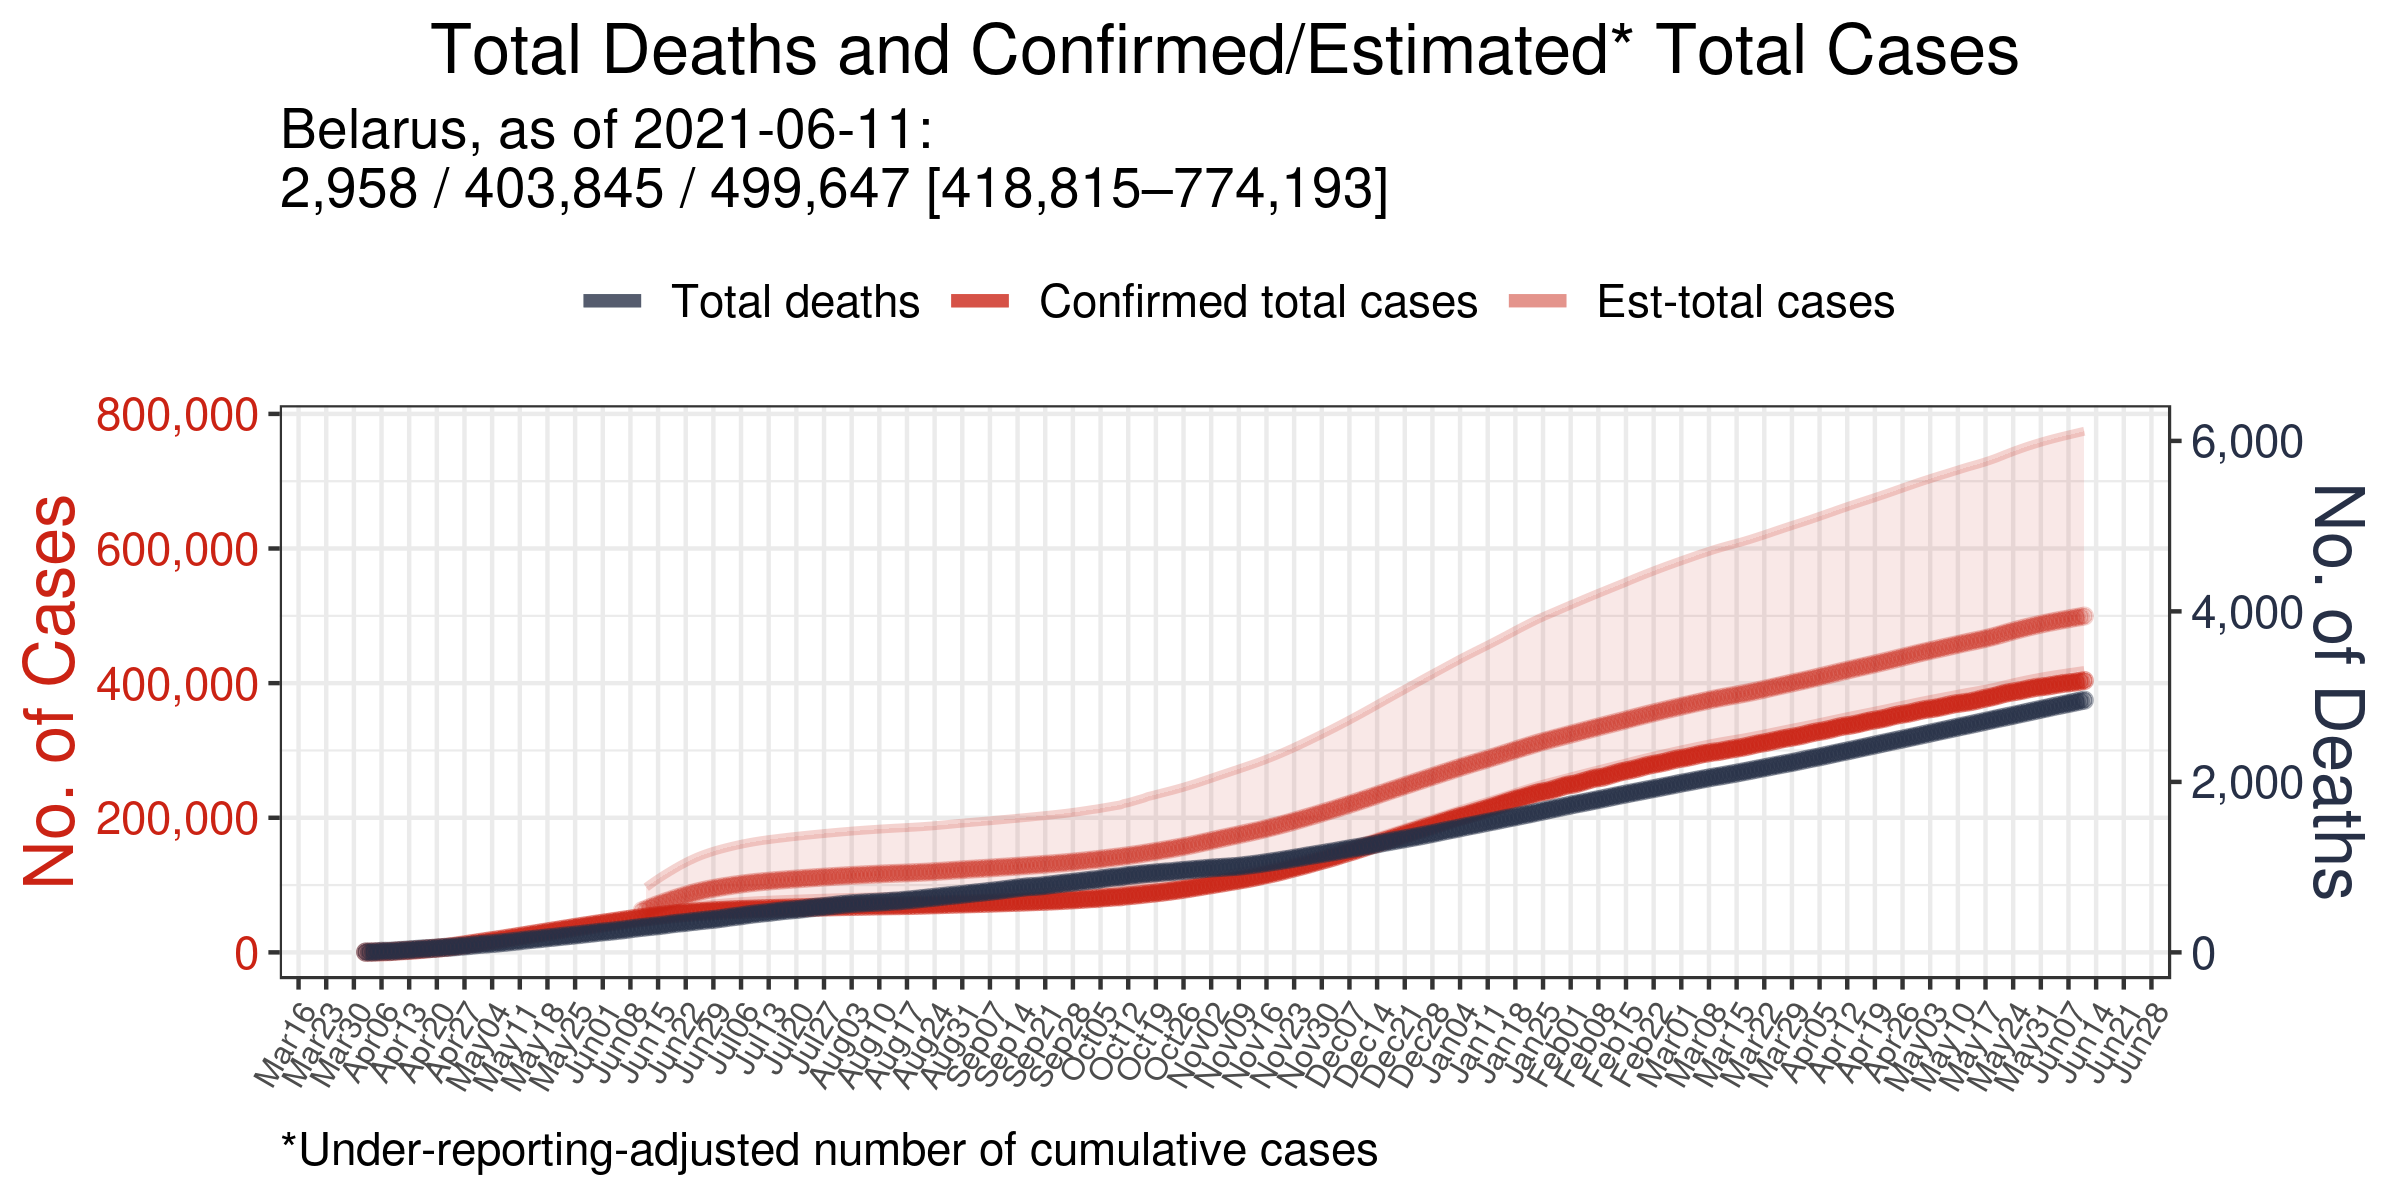 Total Deaths and Confirmed/Estimated* Total Cases
Belarus, as of 2021-06-11:
2,958 / 403,845 / 499,647 [418,815–774,193]
Total deaths
Confirmed total cases
Est-total cases
No. of Cases
800,000
600,000
400,000
200,000
0
6,000
4,000
2,000
0
No. of Deaths
Mar16
Mar23
Mar30
Apr06
Apr13
Apr20
Apr27
May04
May11
May18
May25
Jun01
Jun08
Jun15
Jun22
Jun29
Jul06
Jul13
Jul20
Jul27
Aug03
Aug10
Aug17
Aug24
Aug31
Sep07
Sep14
Sep21
Sep28
Oct05
Oct12
Oct19
Oct26
Nov02
Nov09
Nov16
Nov23
Nov30
Dec07
Dec14
Dec21
Dec28
Jan04
Jan11
Jan18
Jan25
Feb01
Feb08
Feb15
Feb22
Mar01
Mar08
Mar15
Mar22
Mar29
Apr05
Apr12
Apr19
Apr26
May03
May10
May17
May24
May31
Jun07
Jun14
Jun21
Jun28
*Under-reporting-adjusted number of cumulative cases